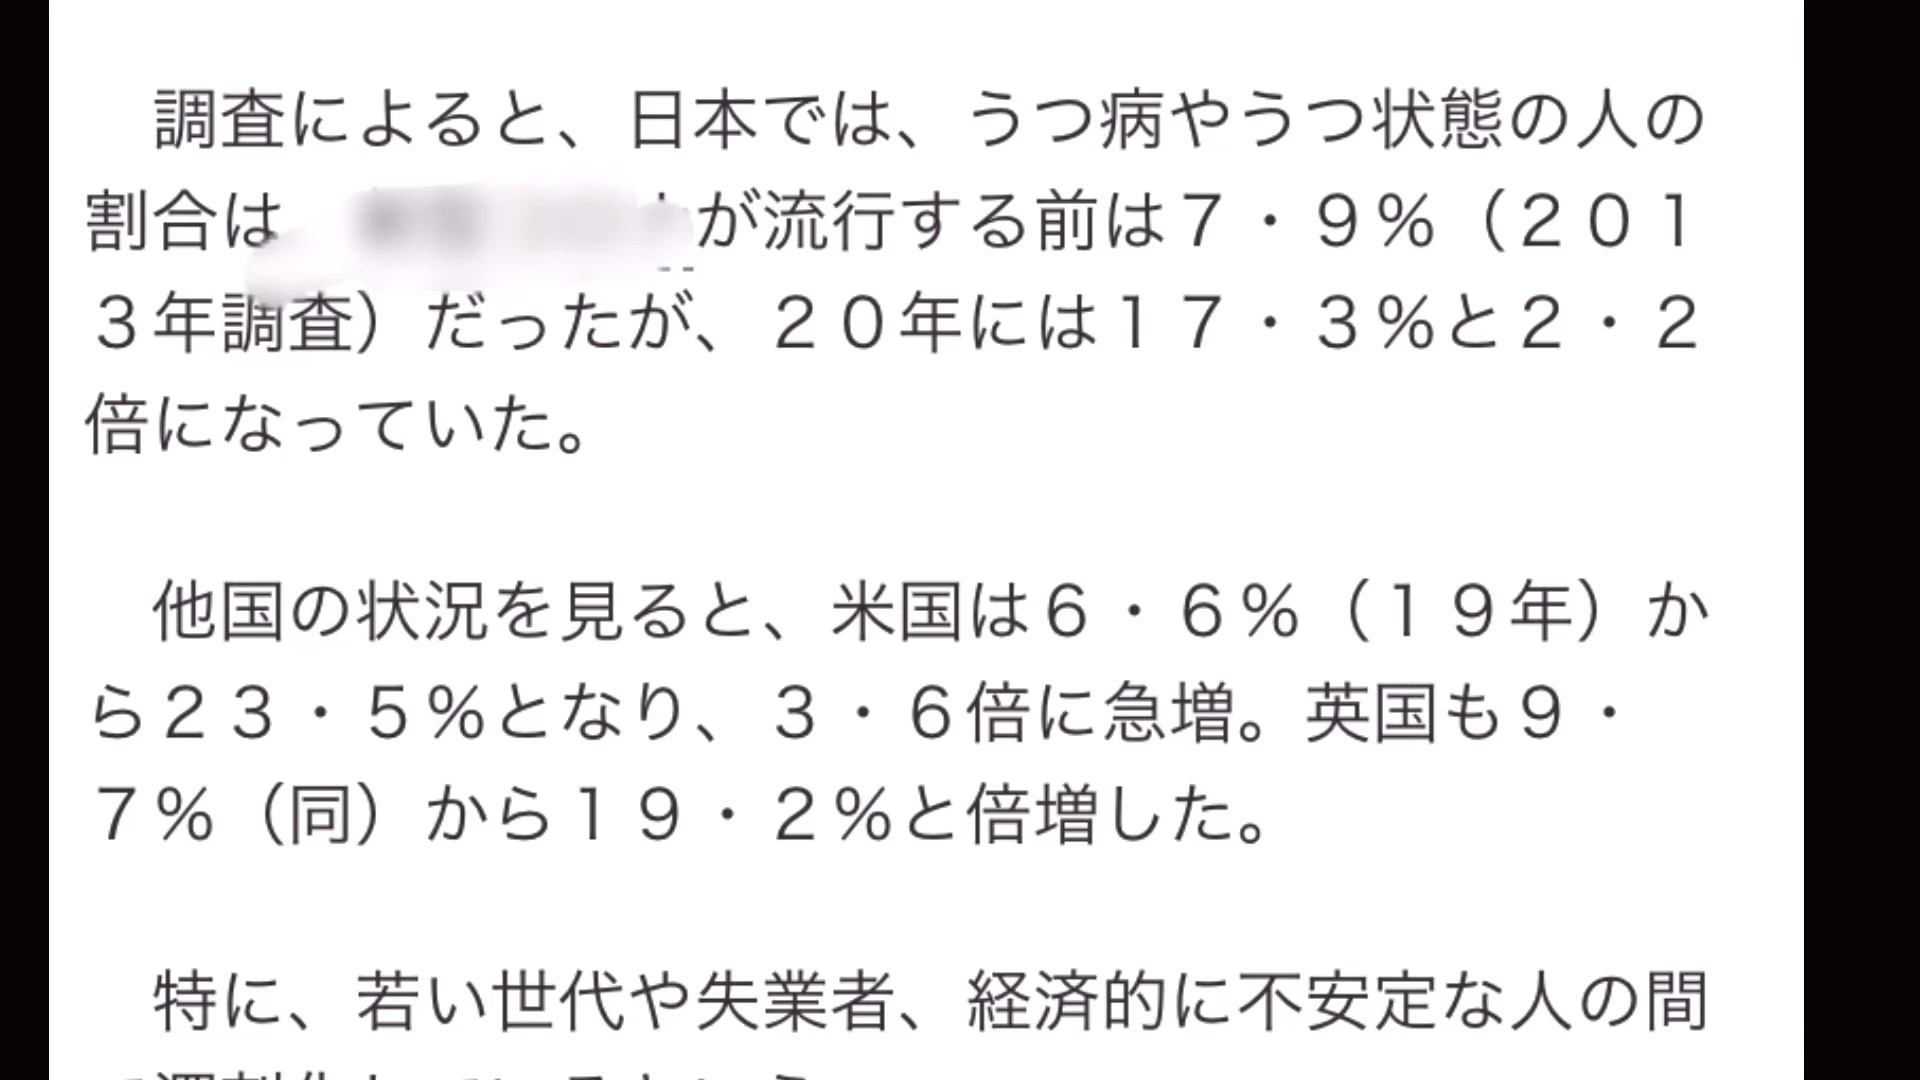 調査によると、日本では、うつ病やうつ状態の人の
割合は が流行する前は７・９％（２０１
３年調査）だったが、２０年には１７・３％と２・２
倍になっていた。
他国の状況を見ると、米国は６・６％（１９年）か
ら２３・５％となり、３・６倍に急増。英国も９・
７％（同）から１９・２％と倍増した。
特に、若い世代や失業者、経済的に不安定な人の間